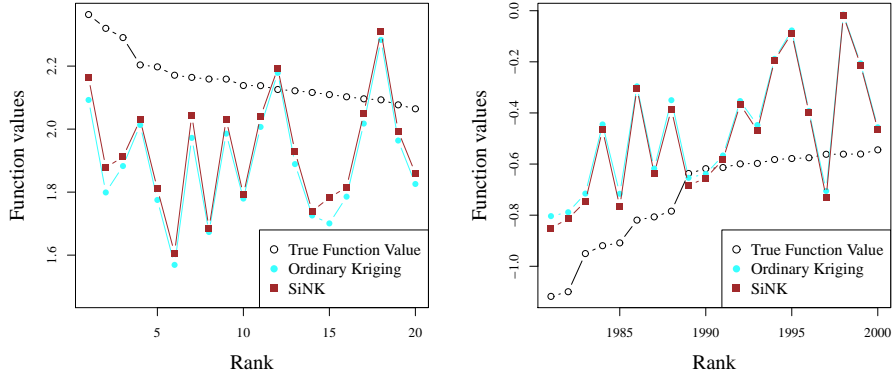 Function values
2.2
2.0
1.8
1.6
5
10
15
20
Rank
True Function Value
Ordinary Kriging
SiNK
Function values
0.0
−0.2
−0.4
−0.6
−0.8
−1.0
1985
1990
1995
2000
Rank
True Function Value
Ordinary Kriging
SiNK